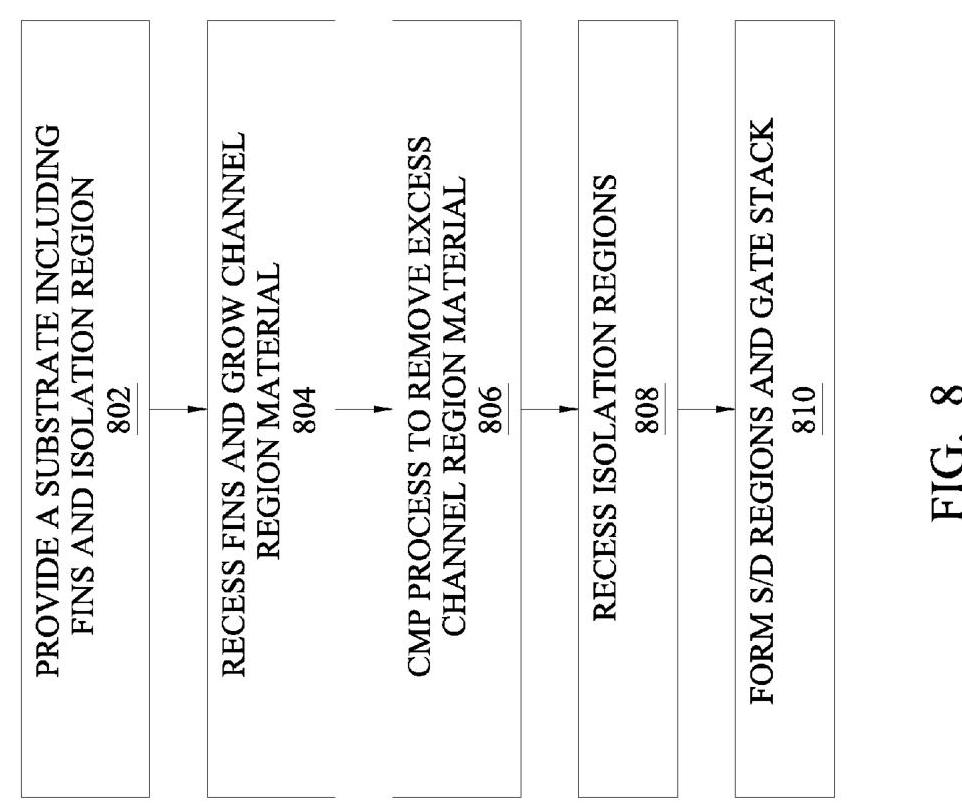 PROVIDE A SUBSTRATE INCLUDING
FINS AND ISOLATION REGION
802
RECESS FINS AND GROW CHANNEL
REGION MATERIAL
804
CMP PROCESS TO REMOVE EXCESS
CHANNEL REGION MATERIAL
806
RECESS ISOLATION REGIONS
808
FORM S/D REGIONS AND GATE STACK
810
FIG. 8